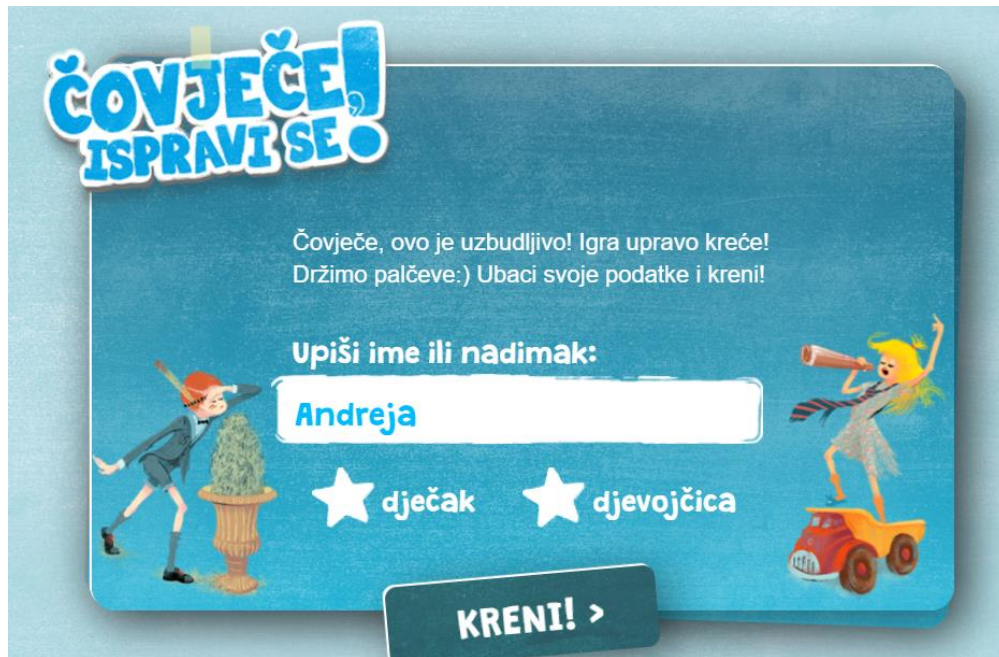 ČOVJEČE,
ISPRAVI SE!
Čovječe, ovo je uzbudljivo! Igra upravo kreće!
Držimo palčeve:) Ubaci svoje podatke i kreni!
Upiši ime ili nadimak:
Andreja
dječak djevojčica
KRENI! >